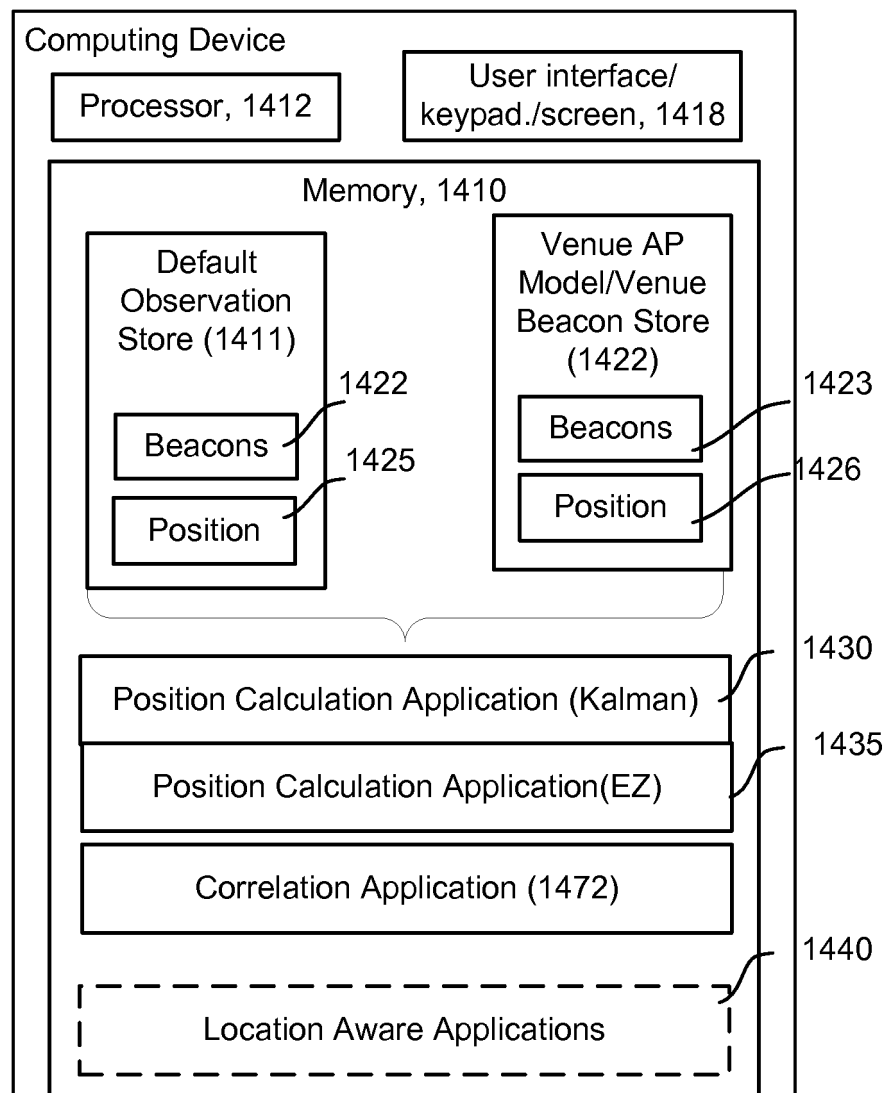 Computing Device
Processor, 1412
User interface/
keypad./screen, 1418
Memory, 1410
Default
Observation
Store (1411)
1422
Beacons
1425
Position
Venue AP
Model/Venue
Beacon Store
(1422)
1423
Beacons
1426
Position
1430
Position Calculation Application (Kalman)
1435
Position Calculation Application(EZ)
Correlation Application (1472)
1440
Location Aware Applications